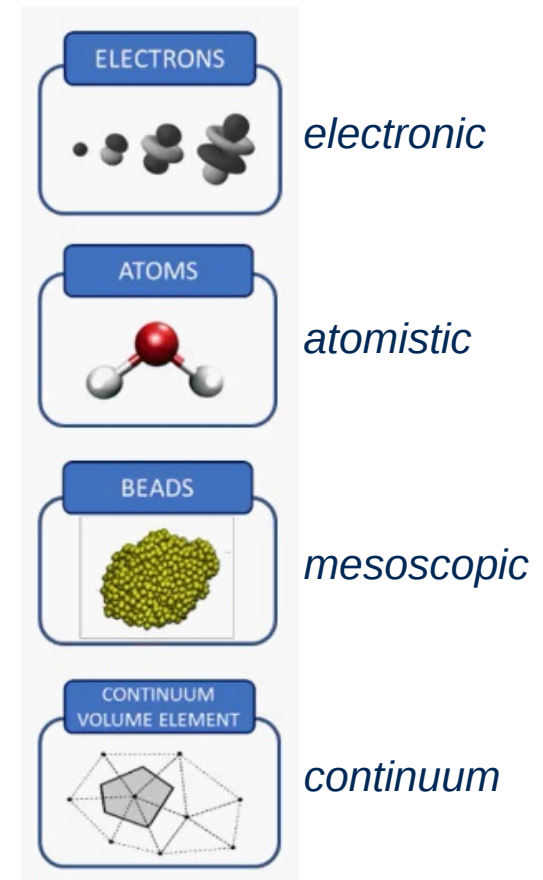 ELECTRONS
electronic
ATOMS
atomistic
BEADS
mesoscopic
CONTINUUM
VOLUME ELEMENT
continuum